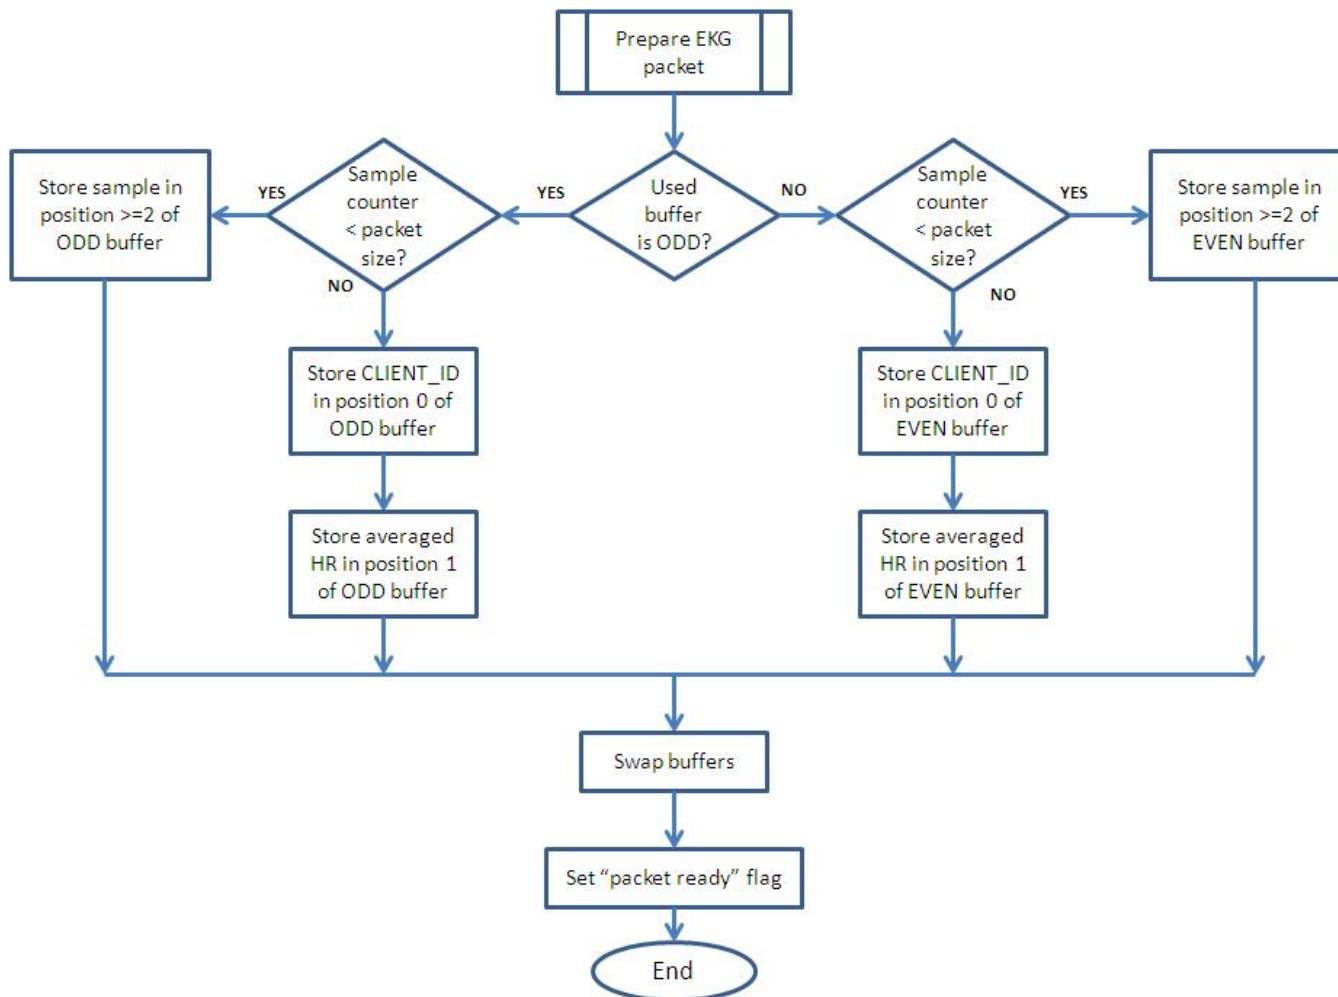 Prepare EKG
packet
Store sample in
position >=2 of
ODD buffer
YES
Sample
counter
< packet
size?
YES
Used
buffer
is ODD?
NO
Sample
counter
< packet
size?
YES
Store sample in
position >=2 of
EVEN buffer
NO
NO
Store CLIENT_ID
in position 0 of
ODD buffer
Store CLIENT_ID
in position 0 of
EVEN buffer
Store averaged
HR in position 1
of ODD buffer
Store averaged
HR in position 1
of EVEN buffer
Swap buffers
Set “packet ready” flag
End